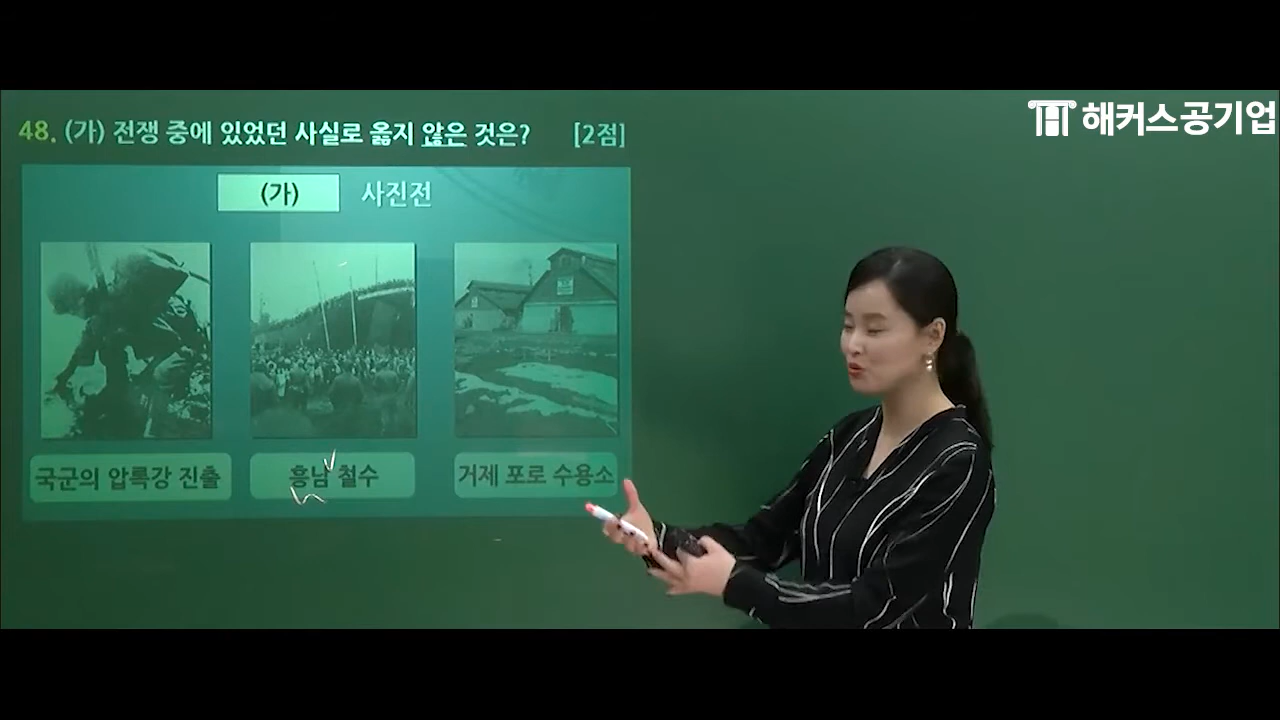 해커스공기업
48. (가) 전쟁 중에 있었던 사실로 옳지 않은 것은? [2점]
(가) 사진전
국군의 압록강 진출 흥남 철수 거제 포로 수용소